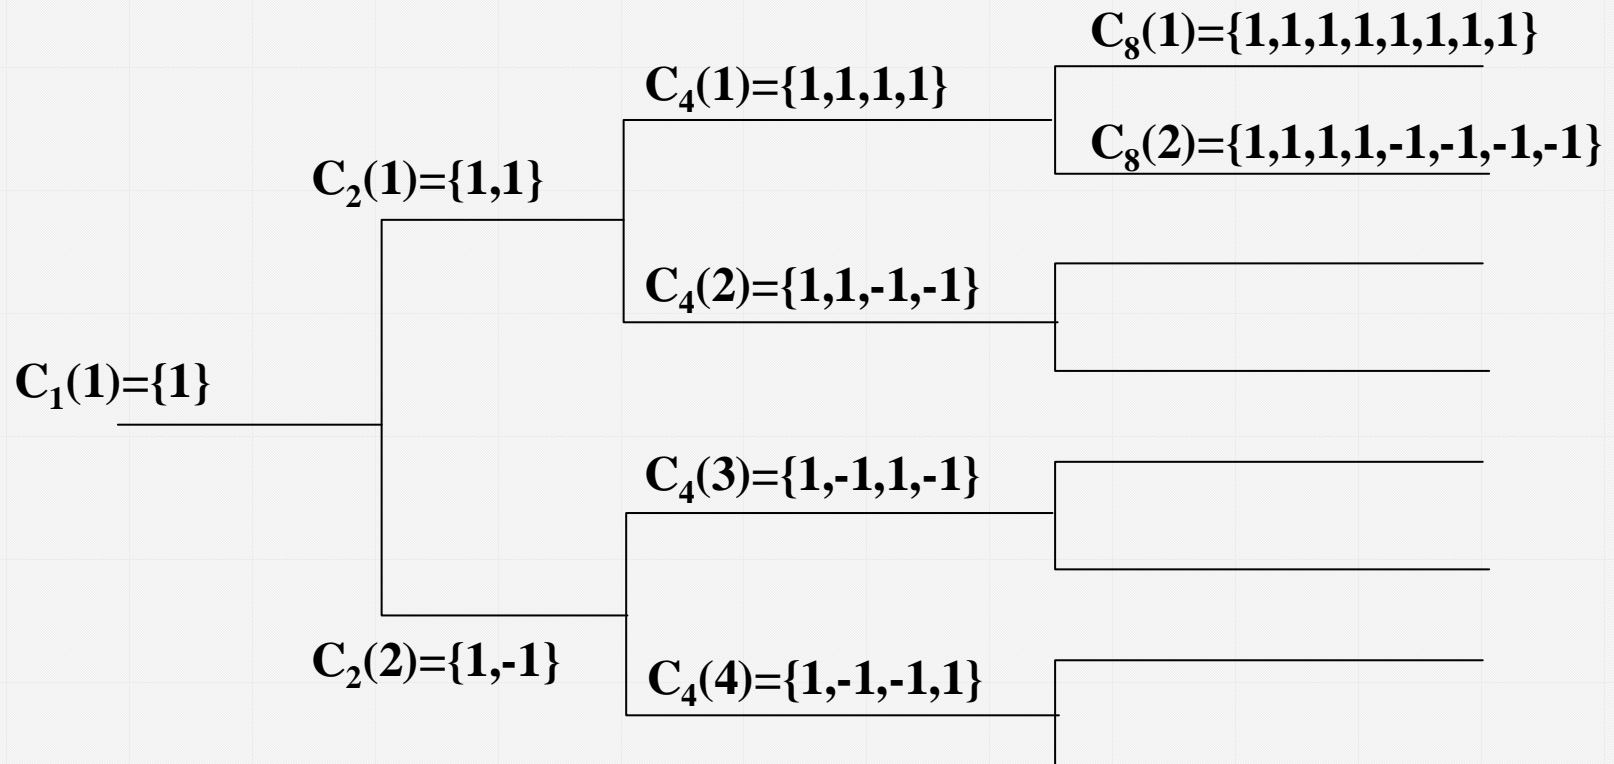 C₈(1)={1,1,1,1,1,1,1,1}
C₄(1)={1,1,1,1}
C₈(2)={1,1,1,1,-1,-1,-1,-1}
C₂(1)={1,1}
C₄(2)={1,1,-1,-1}
C₁(1)={1}
C₄(3)={1,-1,1,-1}
C₂(2)={1,-1}
C₄(4)={1,-1,-1,1}